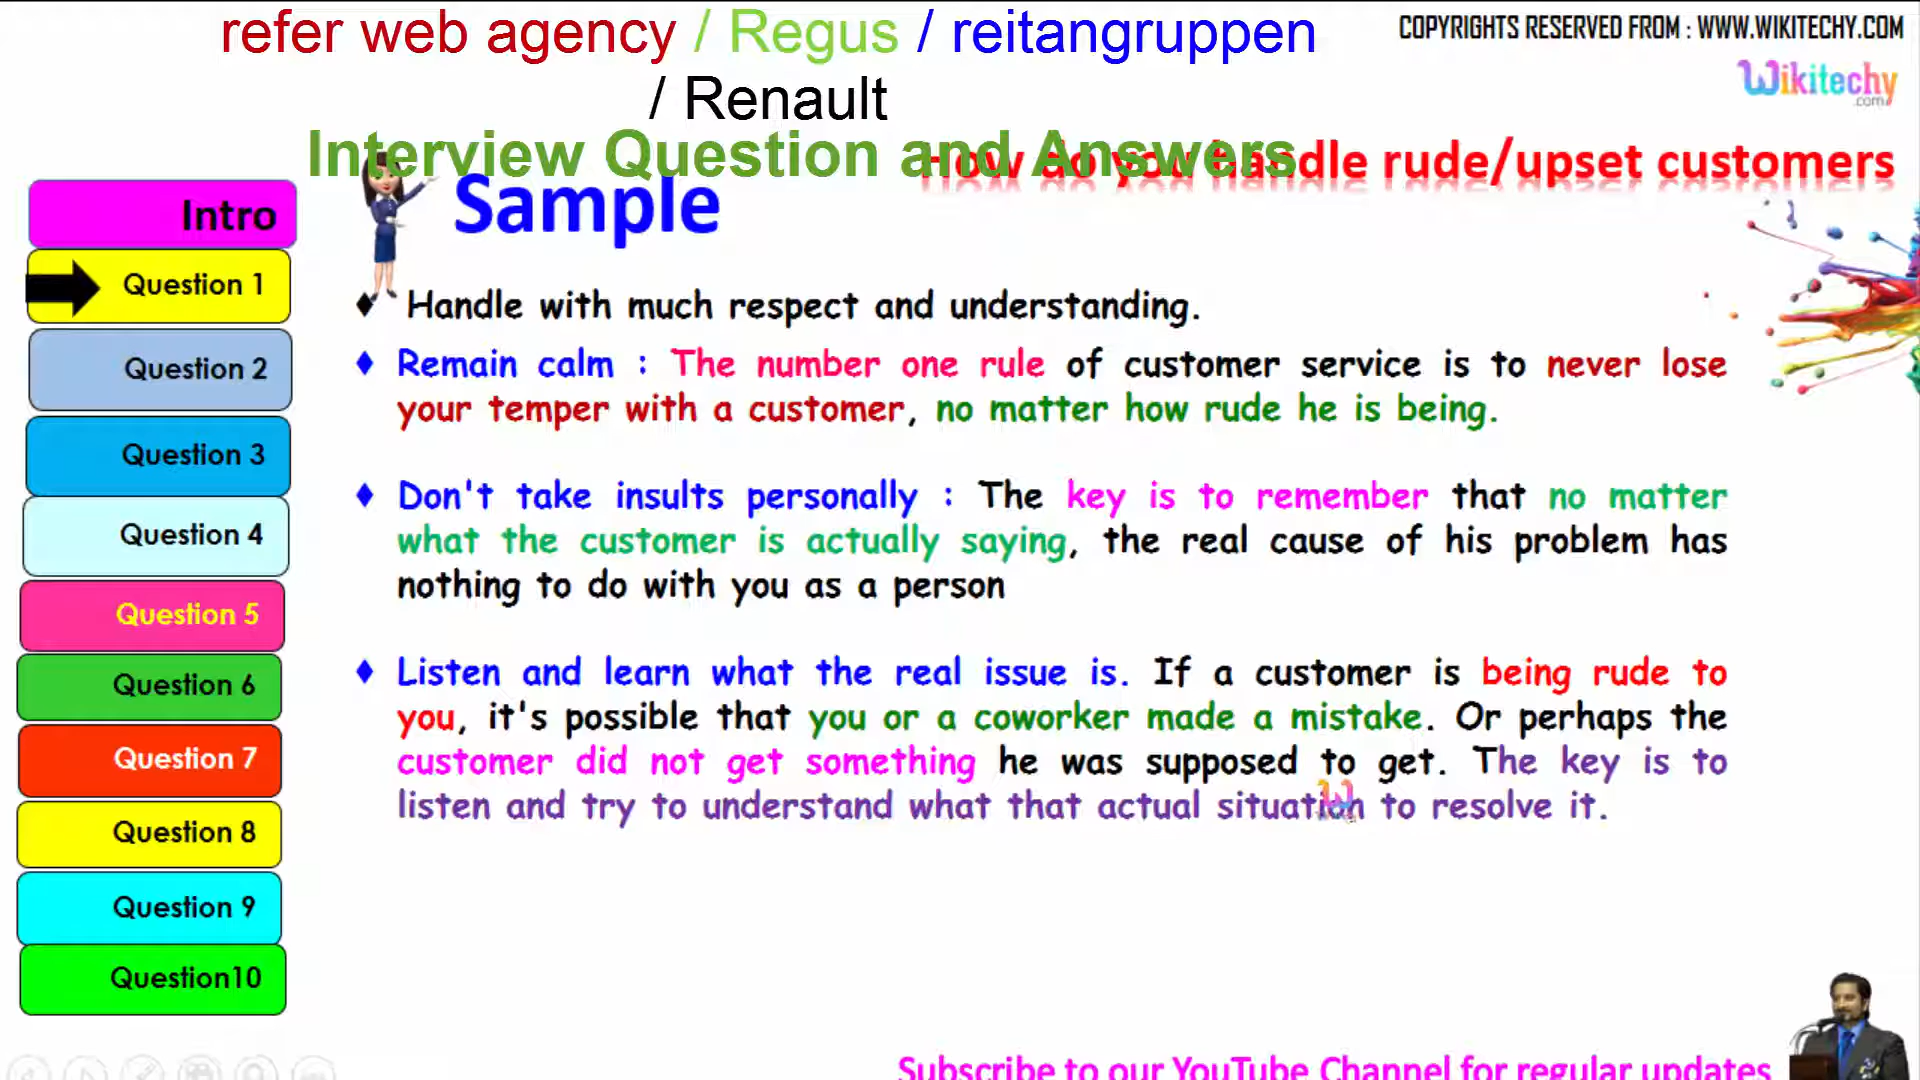 refer web agency / Regus / reitangruppen
/ Renault
COPYRIGHTS RESERVED FROM : WWW.WIKITECHY.COM
Wikitechy
.com
Interview Question and Answers
How do you handle rude/upset customers
Sample
Intro
Question 1
Question 2
Question 3
Question 4
Question 5
Question 6
Question 7
Question 8
Question 9
Question10
Handle with much respect and understanding.
Remain calm : The number one rule of customer service is to never lose
your temper with a customer, no matter how rude he is being.
Don't take insults personally : The key is to remember that no matter
what the customer is actually saying, the real cause of his problem has
nothing to do with you as a person
Listen and learn what the real issue is. If a customer is being rude to
you, it's possible that you or a coworker made a mistake. Or perhaps the
customer did not get something he was supposed to get. The key is to
listen and try to understand what that actual situation to resolve it.
Subscribe to our YouTube Channel for regular updates